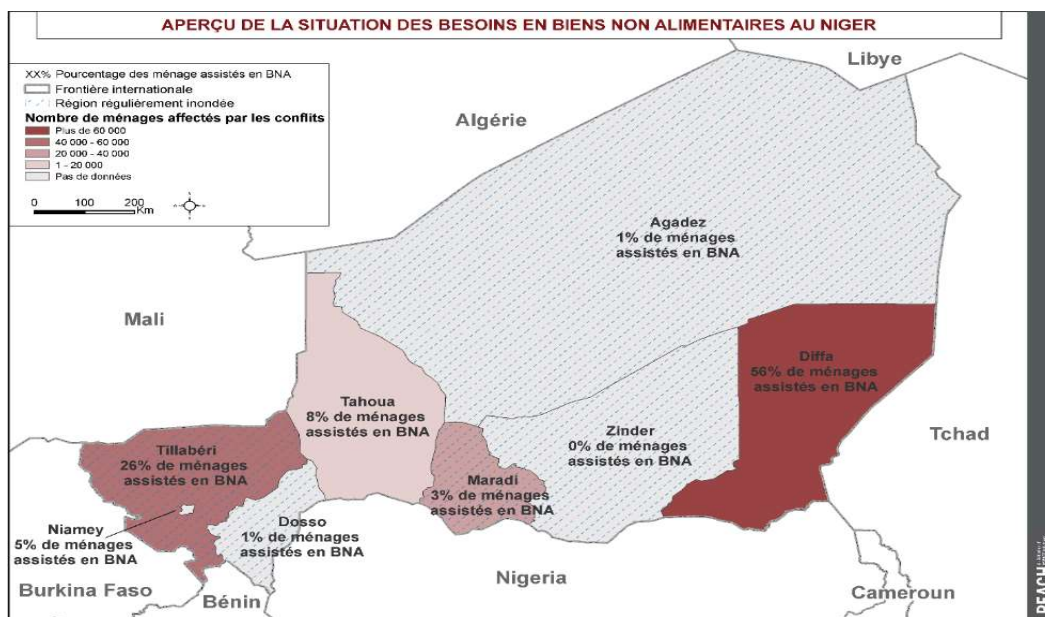 APERÇU DE LA SITUATION DES BESOINS EN BIENS NON ALIMENTAIRES AU NIGER
XX% Pourcentage des ménage assistés en BNA
Frontière internationale
Région régulièrement inondée
Nombre de ménages affectés par les conflits
Plus de 60 000
40 000 - 60 000
20 000 - 40 000
1 - 20 000
Pas de données
0 100 200
Km
Libye
Algérie
Agadez
1% de ménages
assistés en BNA
Mali
Diffa
56% de ménages
assistés en BNA
Tahoua
8% de ménages
assistés en BNA
Zinder
0% de ménages
assistés en BNA
Tchad
Tillabéri
26% de ménages
assistés en BNA
Maradi
3% de ménages
assistés en BNA
Niamey
5% de ménages
assistés en BNA
Dosso
1% de ménages
assistés en BNA
Burkina Faso
Bénin
Nigeria
Cameroun
REACH